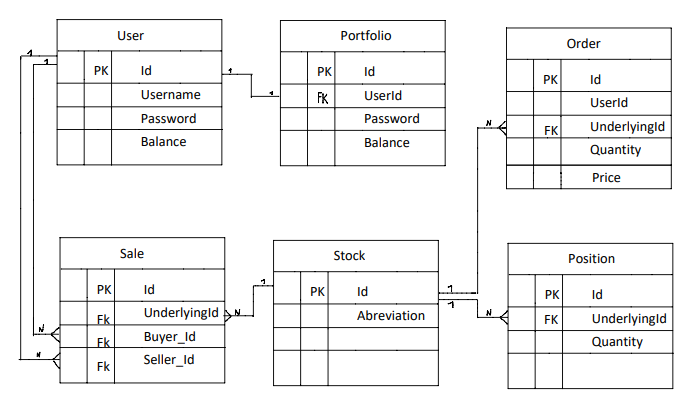 User
PK Id
Username
Password
Balance
Portfolio
PK Id
FK UserId
Password
Balance
Order
PK Id
UserId
FK UnderlyingId
Quantity
Price
Sale
PK Id
Fk UnderlyingId
Fk Buyer_Id
Fk Seller_Id
Stock
PK Id
Abreviation
Position
PK Id
FK UnderlyingId
Quantity
1
1
1
1
N
N
N
1
1
1
N
N